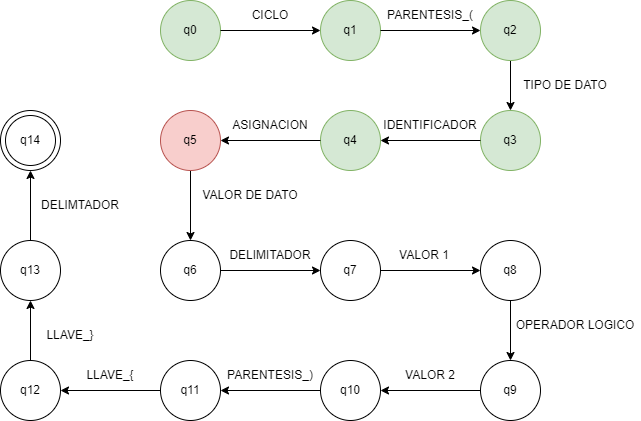 q0
CICLO
q1
PARENTESIS_(
q2
TIPO DE DATO
q3
IDENTIFICADOR
q4
ASIGNACION
q5
VALOR DE DATO
q6
DELIMITADOR
q7
VALOR 1
q8
OPERADOR LOGICO
q9
VALOR 2
q10
PARENTESIS_)
q11
LLAVE_{
q12
LLAVE_}
q13
DELIMTADOR
q14